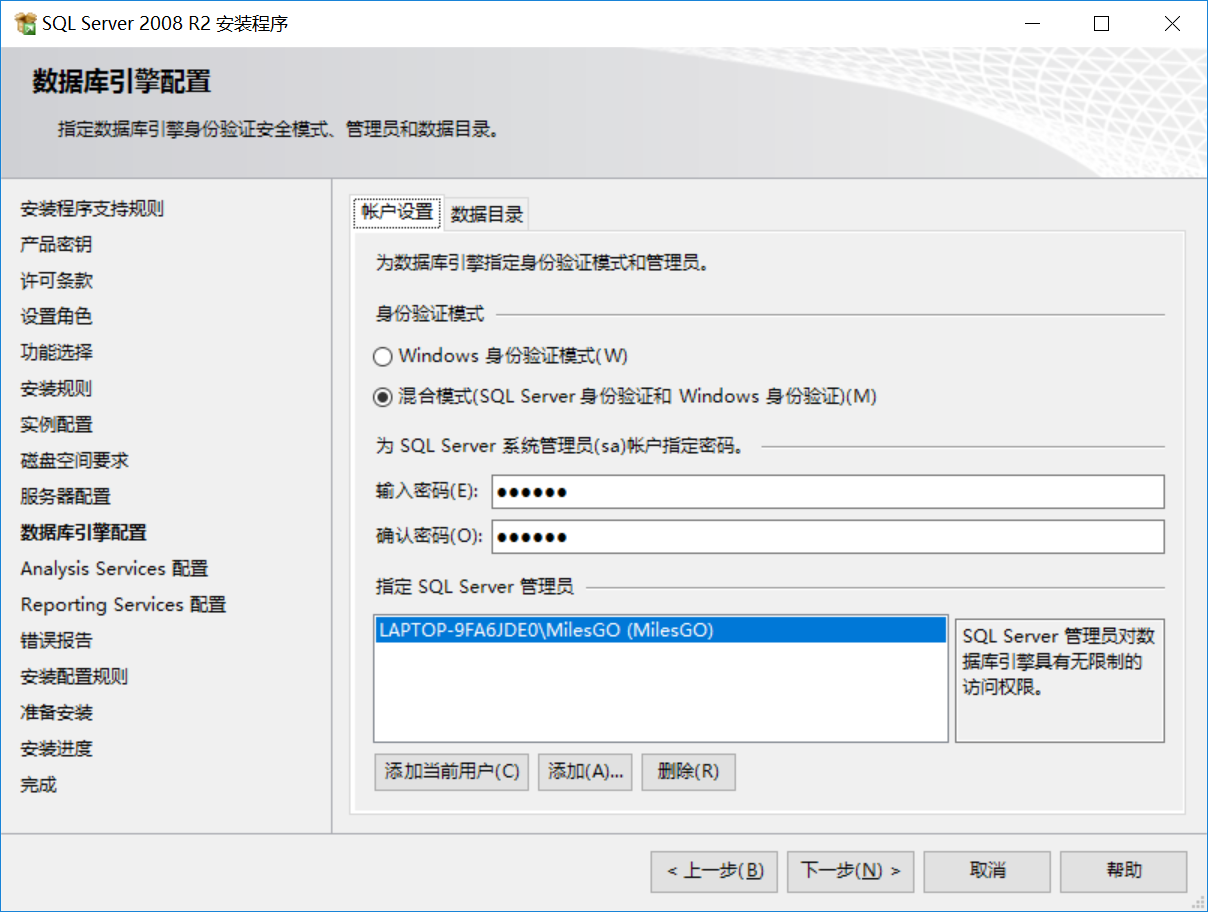 SQL Server 2008 R2 安装程序
数据库引擎配置
指定数据库引擎身份验证安全模式、管理员和数据目录。
安装程序支持规则
产品密钥
许可条款
设置角色
功能选择
安装规则
实例配置
磁盘空间要求
服务器配置
数据库引擎配置
Analysis Services 配置
Reporting Services 配置
错误报告
安装配置规则
准备安装
安装进度
完成
帐户设置 数据目录
为数据库引擎指定身份验证模式和管理员。
身份验证模式
Windows 身份验证模式(W)
混合模式(SQL Server 身份验证和 Windows 身份验证)(M)
为 SQL Server 系统管理员(sa)帐户指定密码。
输入密码(E): ●●●●●●
确认密码(O): ●●●●●●
指定 SQL Server 管理员
LAPTOP-9FA6JDE0\MilesGO (MilesGO)
SQL Server 管理员对数
据库引擎具有无限制的
访问权限。
添加当前用户(C) 添加(A)... 删除(R)
< 上一步(B) 下一步(N) > 取消 帮助